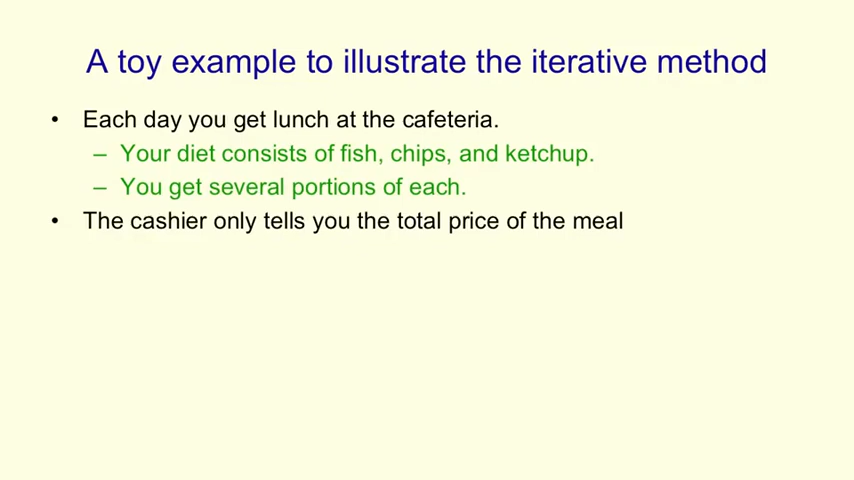 A toy example to illustrate the iterative method
• Each day you get lunch at the cafeteria.
– Your diet consists of fish, chips, and ketchup.
– You get several portions of each.
• The cashier only tells you the total price of the meal